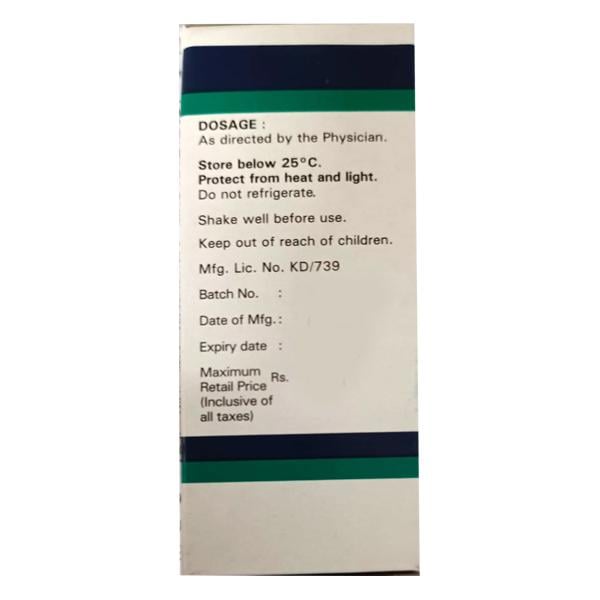 DOSAGE :
As directed by the Physician.
Store below 25°C.
Protect from heat and light.
Do not refrigerate.
Shake well before use.
Keep out of reach of children.
Mfg. Lic. No. KD/739
Batch No. :
Date of Mfg. :
Expiry date :
Maximum
Retail Price Rs.
(Inclusive of
all taxes)